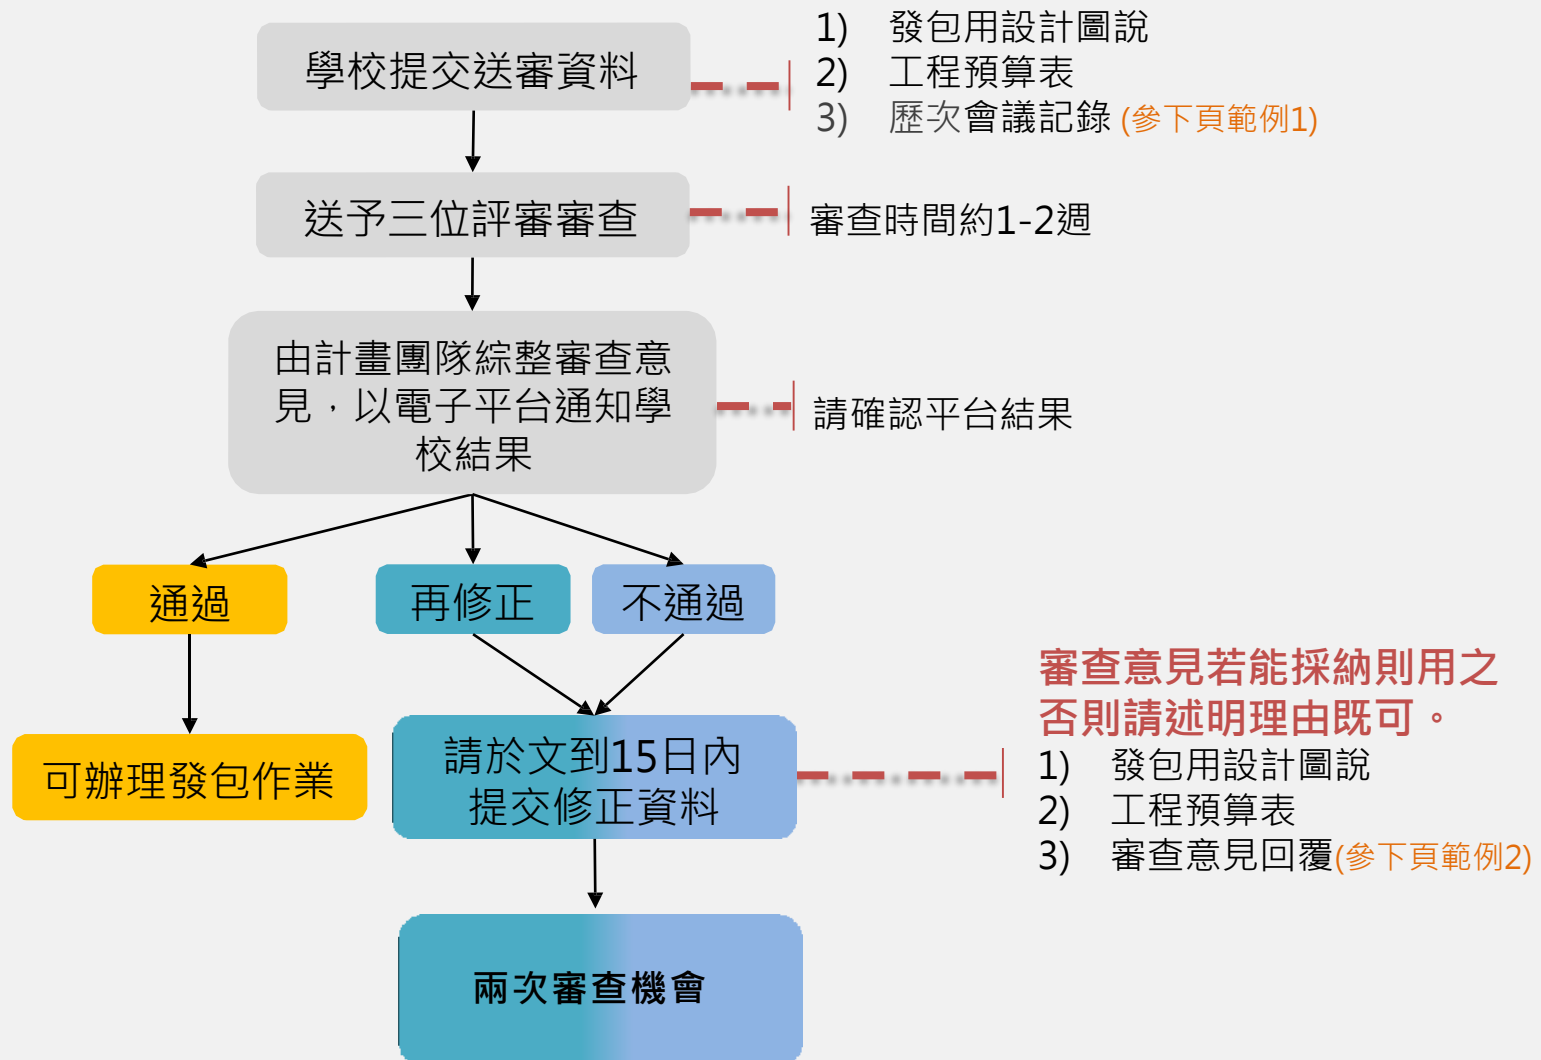 學校提交送審資料
1) 發包用設計圖說
2) 工程預算表
3) 歷次會議記錄 (參下頁範例1)
送予三位評審審查
審查時間約1-2週
由計畫團隊綜整審查意
見，以電子平台通知學
校結果
請確認平台結果
通過
再修正
不通過
可辦理發包作業
請於文到15日內
提交修正資料
審查意見若能採納則用之
否則請述明理由既可。
1) 發包用設計圖說
2) 工程預算表
3) 審查意見回覆(參下頁範例2)
兩次審查機會